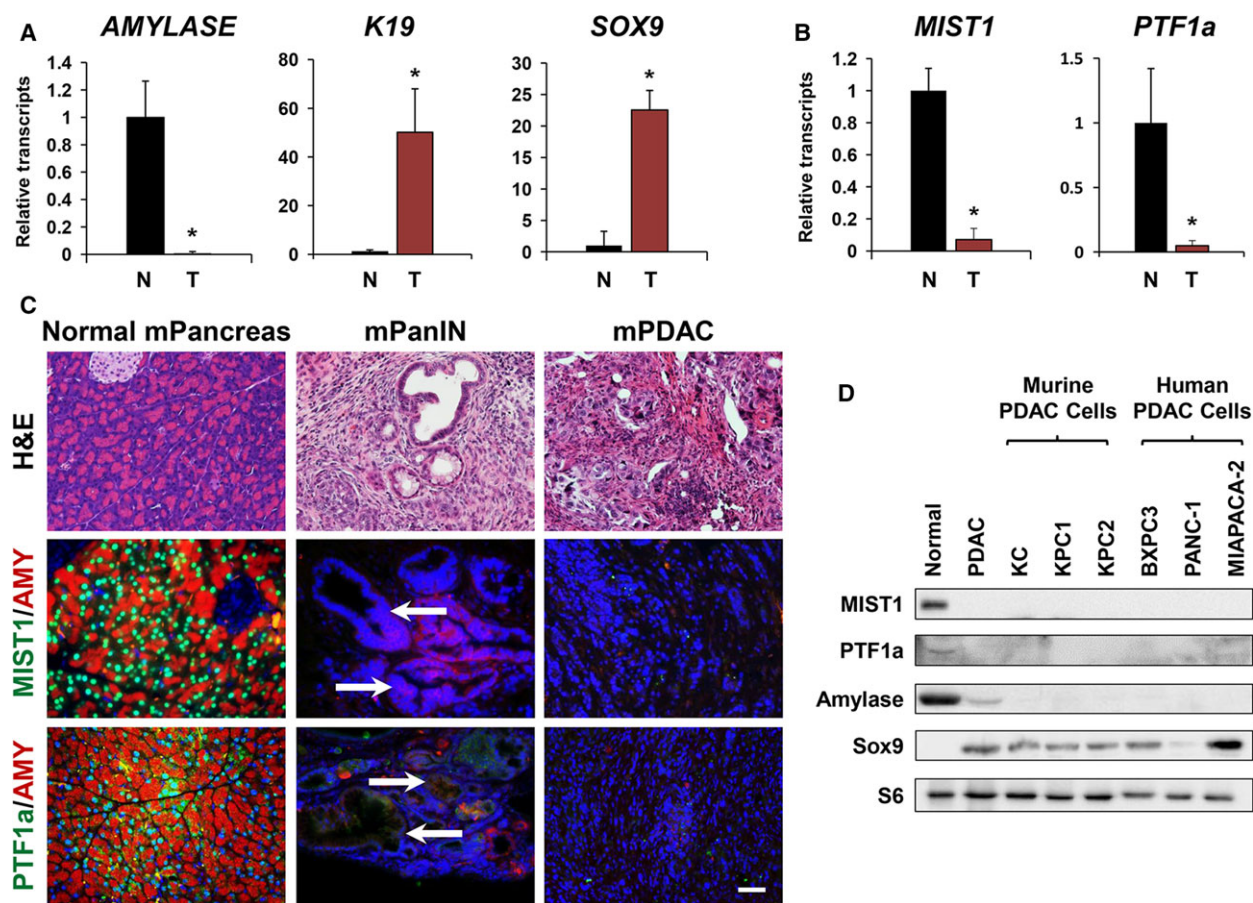 A
AMYLASE
K19
SOX9
Relative transcripts
1.4
1.2
1
0.8
0.6
0.4
0.2
0
*
N T
80
60
40
20
0
*
N T
25
20
15
10
5
0
*
N T
B
MIST1
PTF1a
Relative transcripts
1.2
1.0
0.8
0.6
0.4
0.2
0
*
N T
1.5
1
0.5
0
*
N T
C
Normal mPancreas
mPanIN
mPDAC
H&E
MIST1/AMY
PTF1a/AMY
D
Murine
PDAC Cells
Human
PDAC Cells
Normal
PDAC
KC
KPC1
KPC2
BXPC3
PANC-1
MIAPACA-2
MIST1
PTF1a
Amylase
Sox9
S6